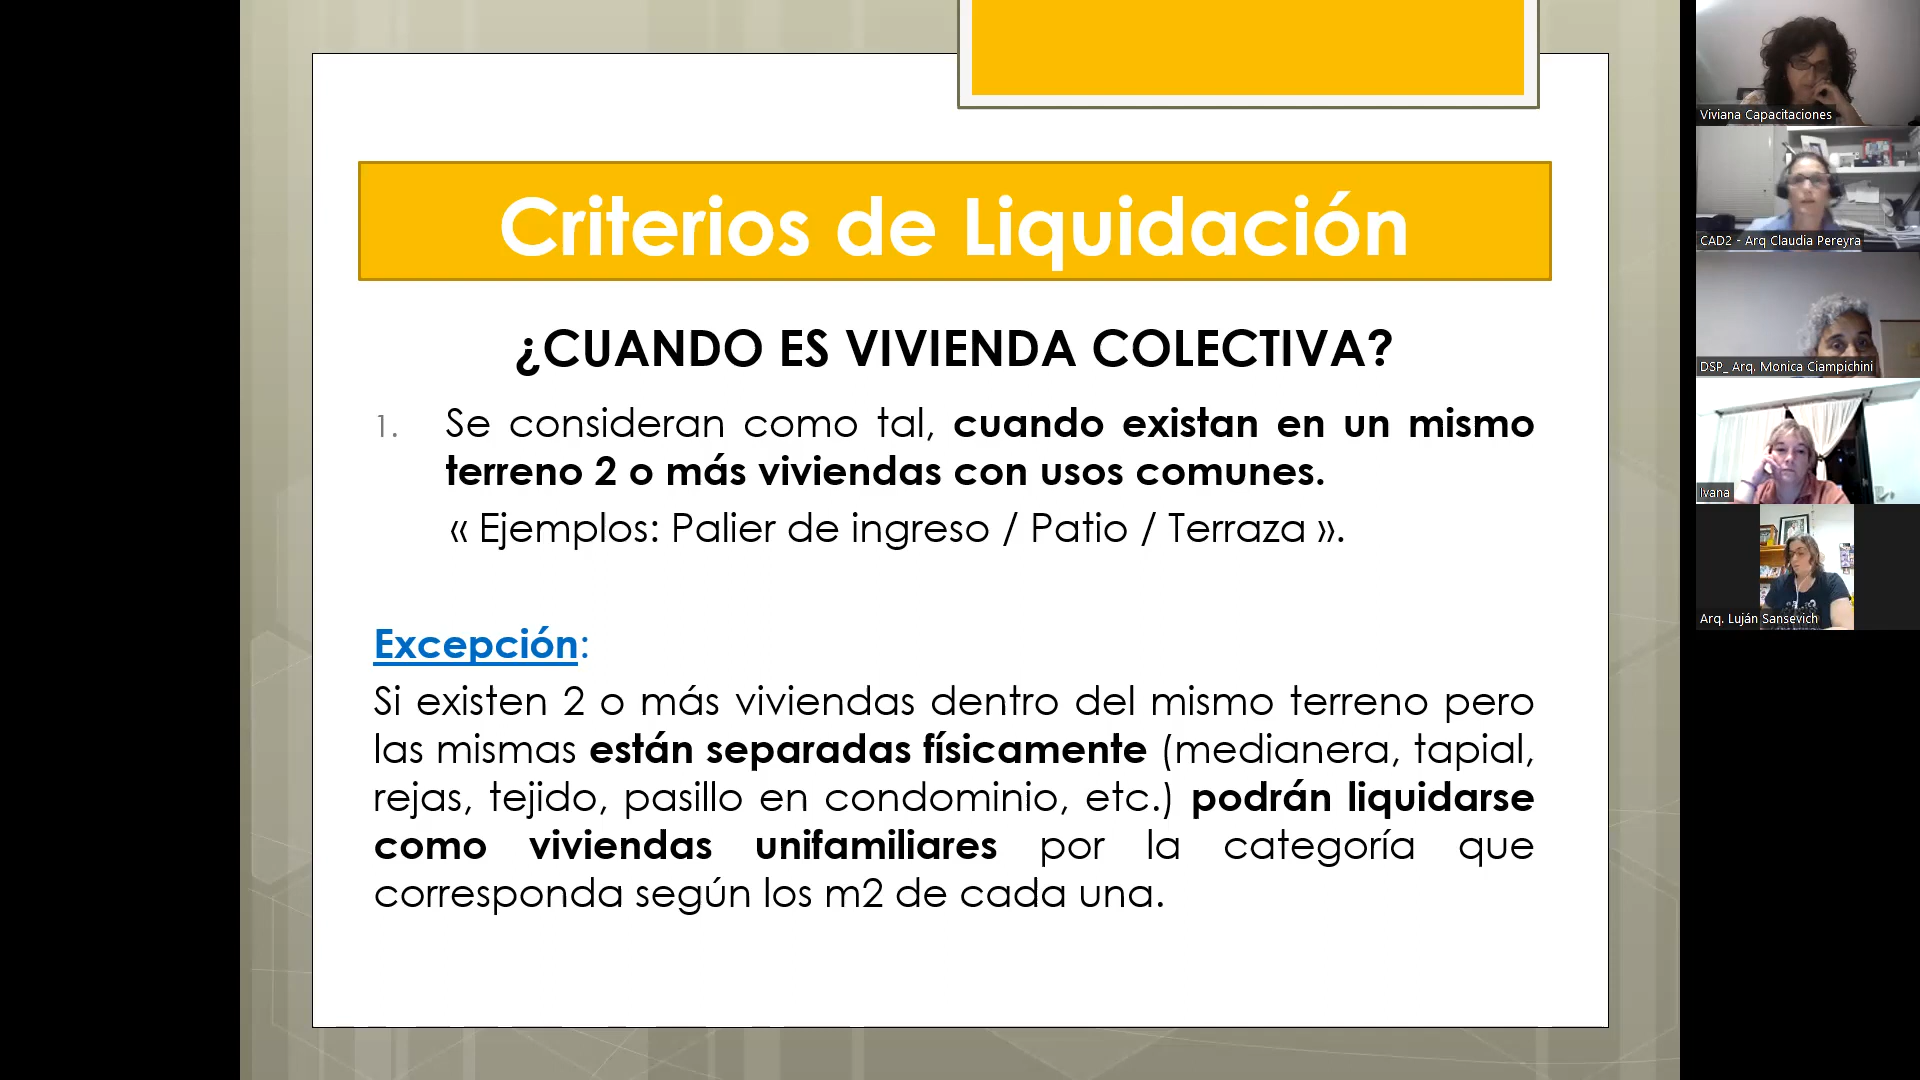 Criterios de Liquidación
¿CUANDO ES VIVIENDA COLECTIVA?
1. Se consideran como tal, cuando existan en un mismo
terreno 2 o más viviendas con usos comunes.
« Ejemplos: Palier de ingreso / Patio / Terraza ».
Excepción:
Si existen 2 o más viviendas dentro del mismo terreno pero
las mismas están separadas físicamente (medianera, tapial,
rejas, tejido, pasillo en condominio, etc.) podrán liquidarse
como viviendas unifamiliares por la categoría que
corresponda según los m2 de cada una.
Viviana Capacitaciones
CAD2 - Arq Claudia Pereyra
DSP_ Arq. Monica Ciampichini
Ivana
Arq. Luján Sansevich